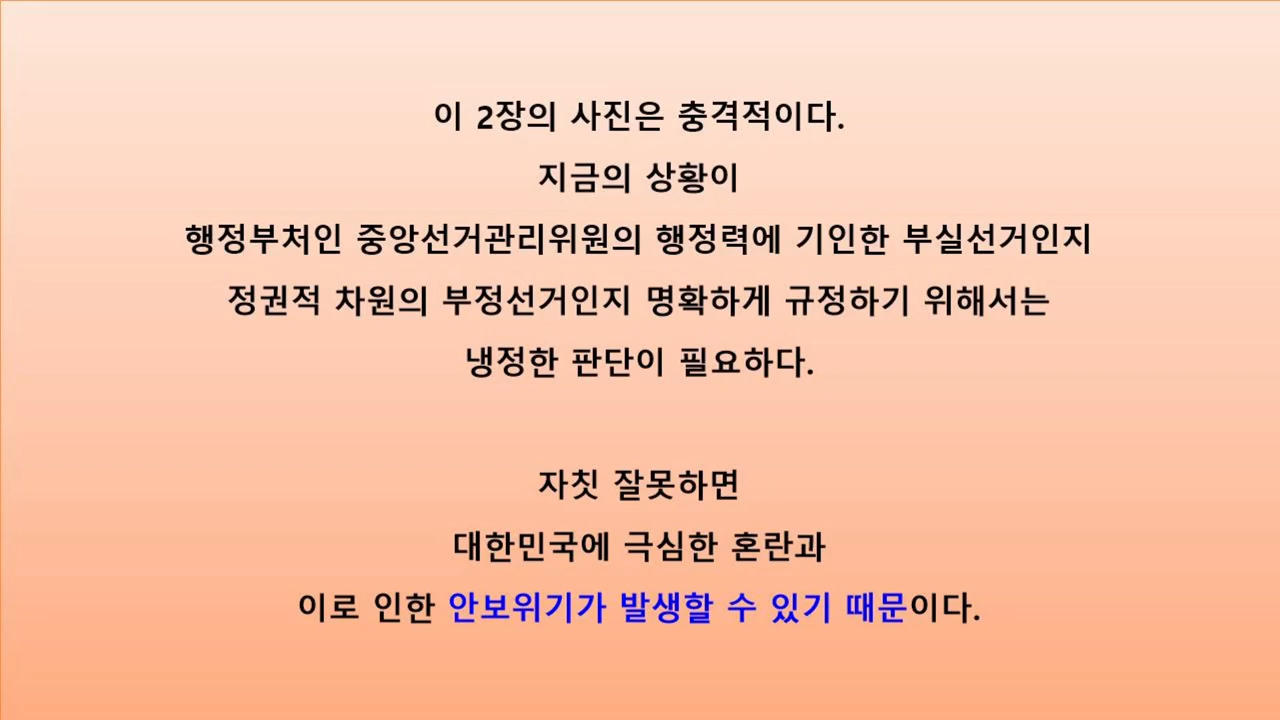 이 2장의 사진은 충격적이다.
지금의 상황이
행정부처인 중앙선거관리위원의 행정력에 기인한 부실선거인지
정권적 차원의 부정선거인지 명확하게 규정하기 위해서는
냉정한 판단이 필요하다.
자칫 잘못하면
대한민국에 극심한 혼란과
이로 인한 안보위기가 발생할 수 있기 때문이다.